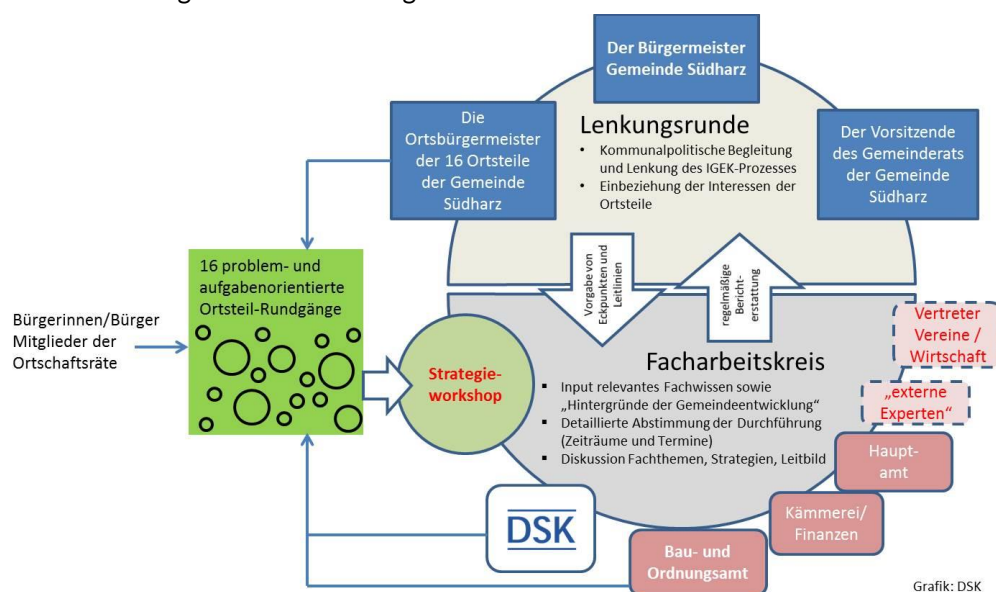 Der Bürgermeister
Gemeinde Südharz
Die
Ortsbürgermeister
der 16 Ortsteile
der Gemeinde
Südharz
Lenkungsrunde
• Kommunalpolitische Begleitung
und Lenkung des IGEK-Prozesses
• Einbeziehung der Interessen der
Ortsteile
Der Vorsitzende
des Gemeinderats
der Gemeinde
Südharz
16 problem- und
aufgabenorientierte
Ortsteil-Rundgänge
Vorgabe von
Eckpunkten und
Leitlinien
regelmäßige
Bericht-
erstattung
Bürgerinnen/Bürger
Mitglieder der
Ortschaftsräte
Strategie-
workshop
Facharbeitskreis
▪ Input relevantes Fachwissen sowie
„Hintergründe der Gemeindeentwicklung“
▪ Detaillierte Abstimmung der Durchführung
(Zeiträume und Termine)
▪ Diskussion Fachthemen, Strategien, Leitbild
Vertreter
Vereine /
Wirtschaft
„externe
Experten“
Haupt-
amt
Kämmerei/
Finanzen
Bau- und
Ordnungsamt
DSK
Grafik: DSK